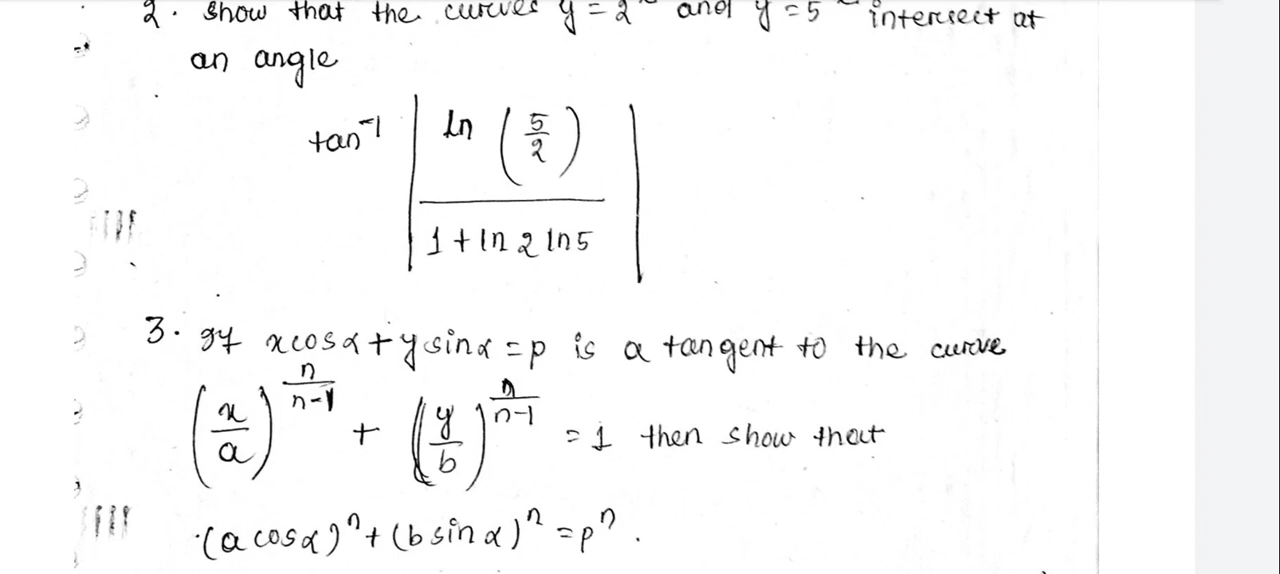 2. Show that the curves y = 2 and y = 5 intersect at
an angle
tan⁻¹ | ln (5/2) / 1 + ln 2 ln 5 |
3. If x cos α + y sin α = p is a tangent to the curve
(x/a)^(n/(n-1)) + (y/b)^(n/(n-1)) = 1 then show that
(a cos α)ⁿ + (b sin α)ⁿ = pⁿ.